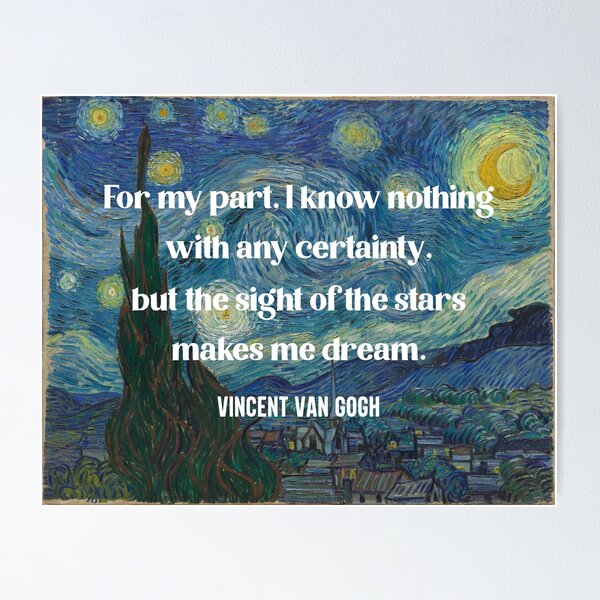 For my part, I know nothing
with any certainty,
but the sight of the stars
makes me dream.
VINCENT VAN GOGH